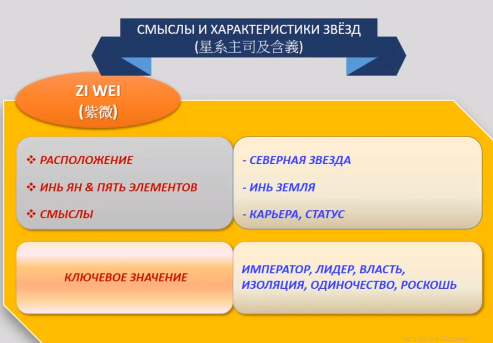 СМЫСЛЫ И ХАРАКТЕРИСТИКИ ЗВЁЗД
(星系主司及含義)
ZI WEI
(紫微)
❖ РАСПОЛОЖЕНИЕ
- СЕВЕРНАЯ ЗВЕЗДА
❖ ИНЬ ЯН & ПЯТЬ ЭЛЕМЕНТОВ
- ИНЬ ЗЕМЛЯ
❖ СМЫСЛЫ
- КАРЬЕРА, СТАТУС
КЛЮЧЕВОЕ ЗНАЧЕНИЕ
ИМПЕРАТОР, ЛИДЕР, ВЛАСТЬ,
ИЗОЛЯЦИЯ, ОДИНОЧЕСТВО, РОСКОШЬ